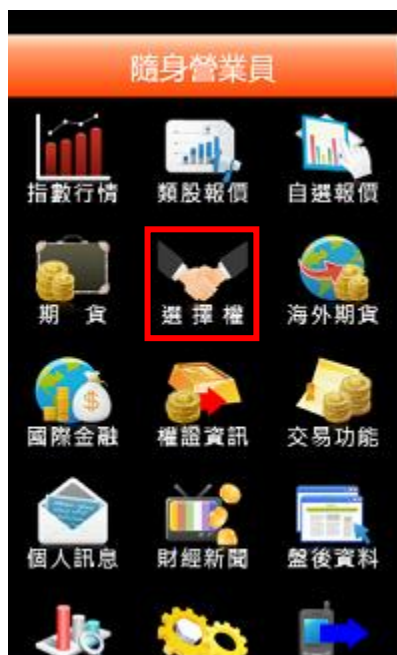 隨身營業員
指數行情 類股報價 自選報價
期 貨 選 擇 權 海外期貨
國際金融 權證資訊 交易功能
個人訊息 財經新聞 盤後資料